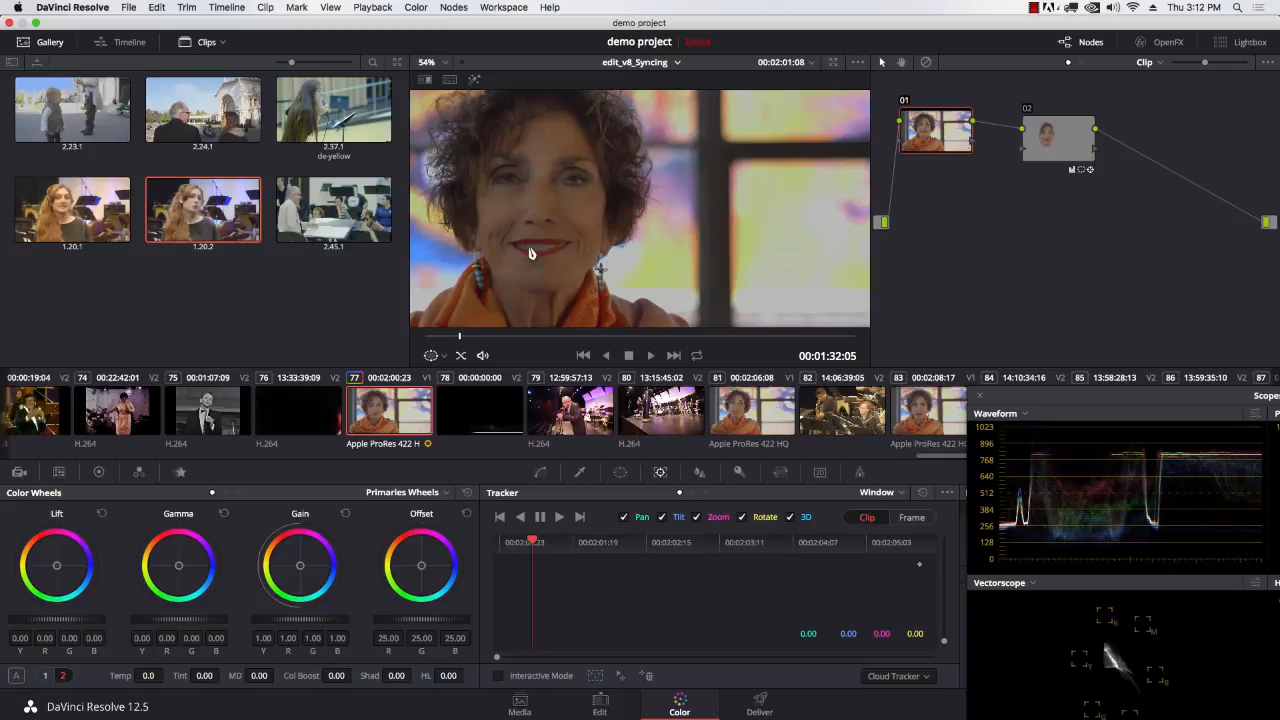 DaVinci Resolve File Edit Trim Timeline Clip Mark View Playback Color Nodes Workspace Help Thu 3:12 PM
demo project
Gallery Timeline Clips demo project Edited Nodes OpenFX Lightbox
54% edit_v8_Syncing 00:02:01:08 Clip
2.23.1 2.24.1 2.37.1
de-yellow
1.20.1 1.20.2 2.45.1
01 02
00:01:32:05
00:00:19:04 V2 74 00:22:42:01 V2 75 00:01:07:09 V2 76 13:33:39:09 V2 77 00:02:00:23 V1 78 00:00:00:00 V2 79 12:59:57:13 V2 80 13:15:45:02 V2 81 00:02:06:08 V2 82 14:06:39:05 V2 83 00:02:08:17 V2 84 14:10:34:16 V2 85 13:58:28:13 V2 86 13:59:35:10 V2 87
H.264 H.264 H.264 Apple ProRes 422 H H.264 H.264 Apple ProRes 422 HQ H.264 Apple ProRes 422 HQ
Scopes
Waveform
1023
896
768
640
512
384
256
128
0
Color Wheels Primaries Wheels
Lift Gamma Gain Offset
0.00 0.00 0.00 0.00 0.00 0.00 0.00 0.00 1.00 1.00 1.00 1.00 25.00 25.00 25.00
Y R G B Y R G B Y R G B R G B
A 1 2 Temp 0.0 Tint 0.00 MD 0.00 Col Boost 0.00 Shad 0.00 HL 0.00
Tracker Window
Pan Tilt Zoom Rotate 3D Clip Frame
00:02:01:19 00:02:02:15 00:02:03:11 00:02:04:07 00:02:05:03
0.00 0.00 0.00 0.00
Interactive Mode Cloud Tracker
Vectorscope
R M Y B G
DaVinci Resolve 12.5 Media Edit Color Deliver